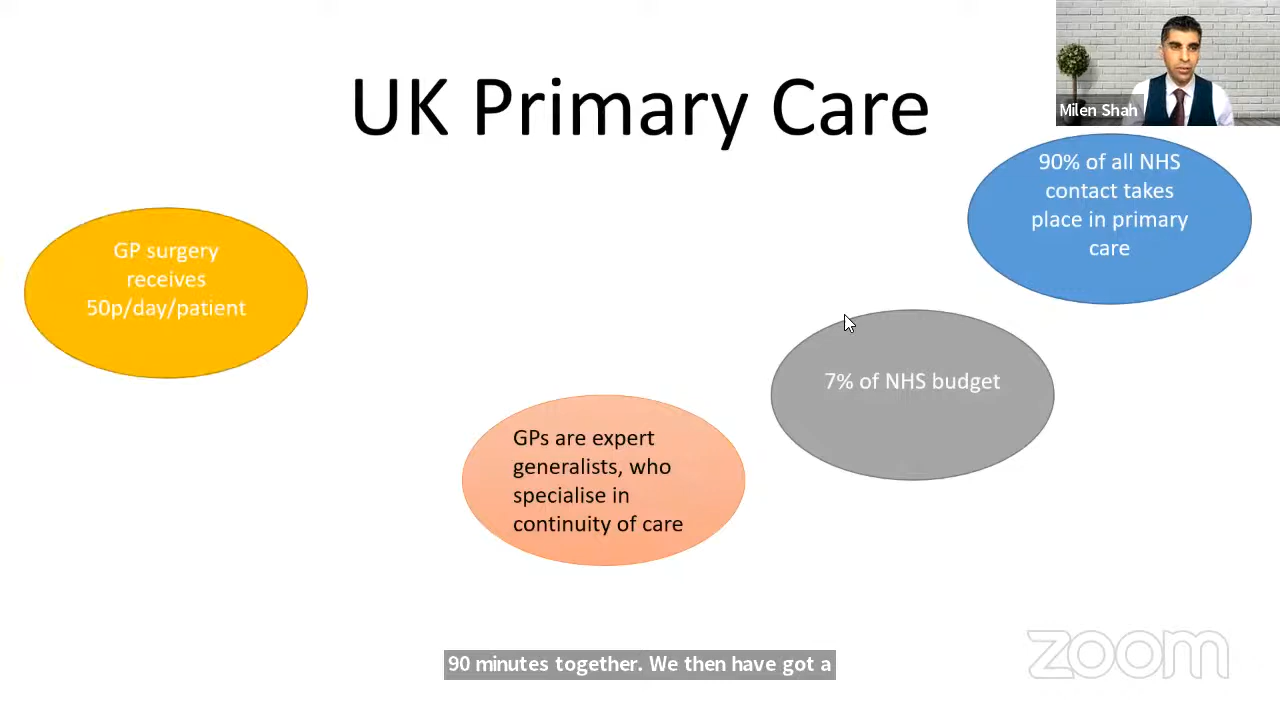 UK Primary Care
Milen Shah
90% of all NHS
contact takes
place in primary
care
GP surgery
receives
50p/day/patient
7% of NHS budget
GPs are expert
generalists, who
specialise in
continuity of care
90 minutes together. We then have got a
zoom